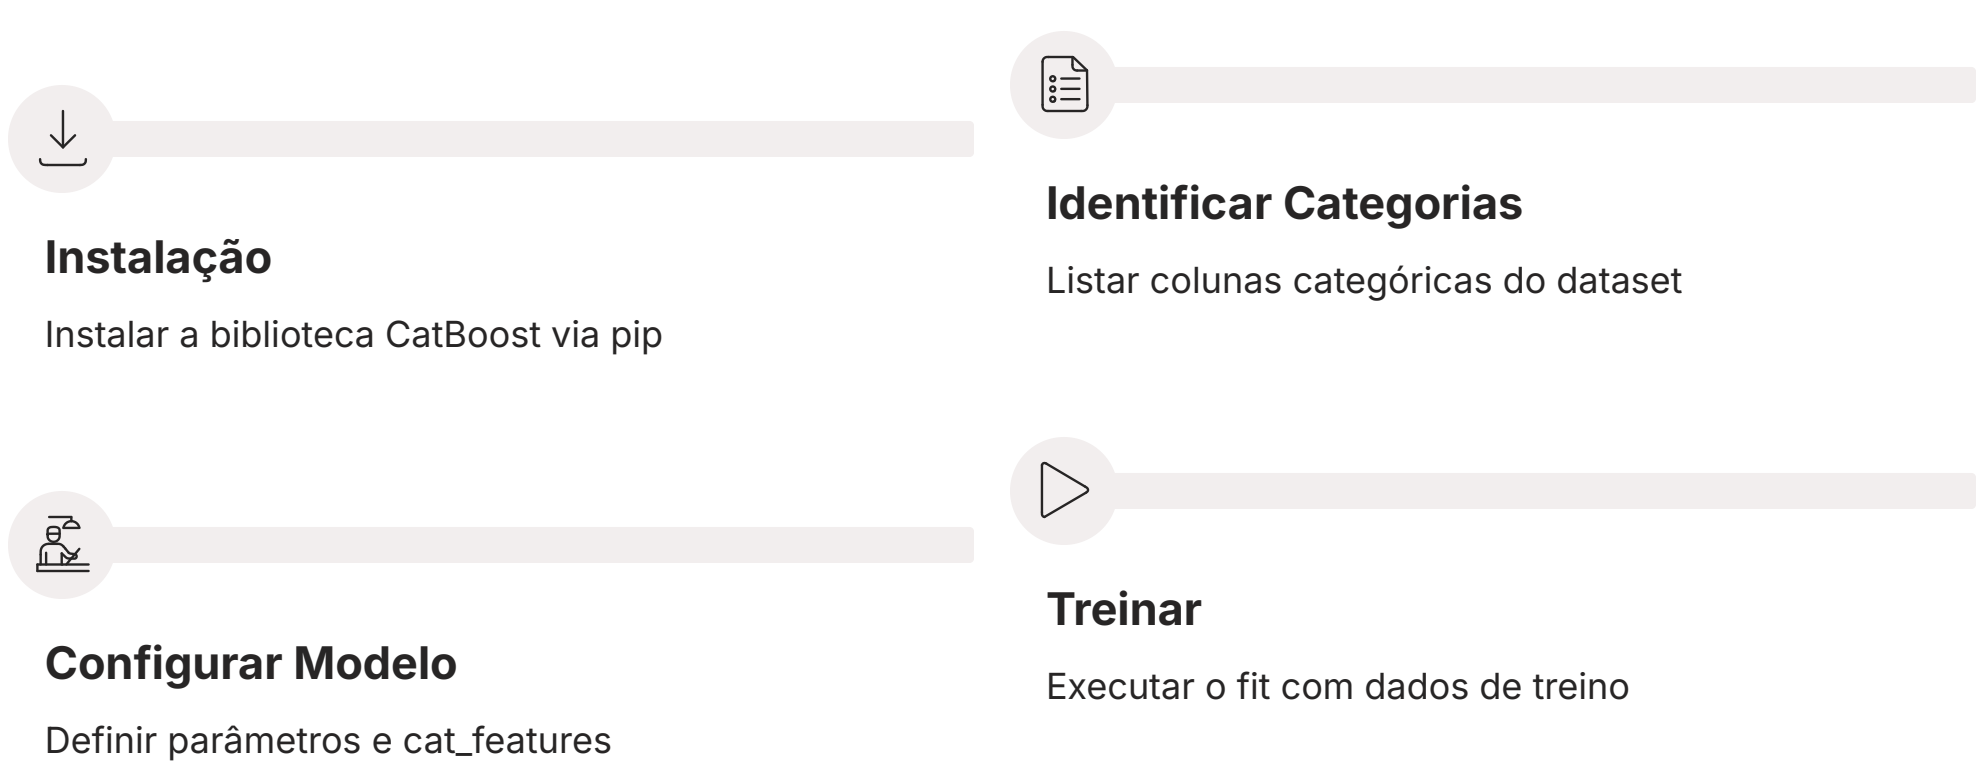 Instalação
Instalar a biblioteca CatBoost via pip
Identificar Categorias
Listar colunas categóricas do dataset
Configurar Modelo
Definir parâmetros e cat_features
Treinar
Executar o fit com dados de treino